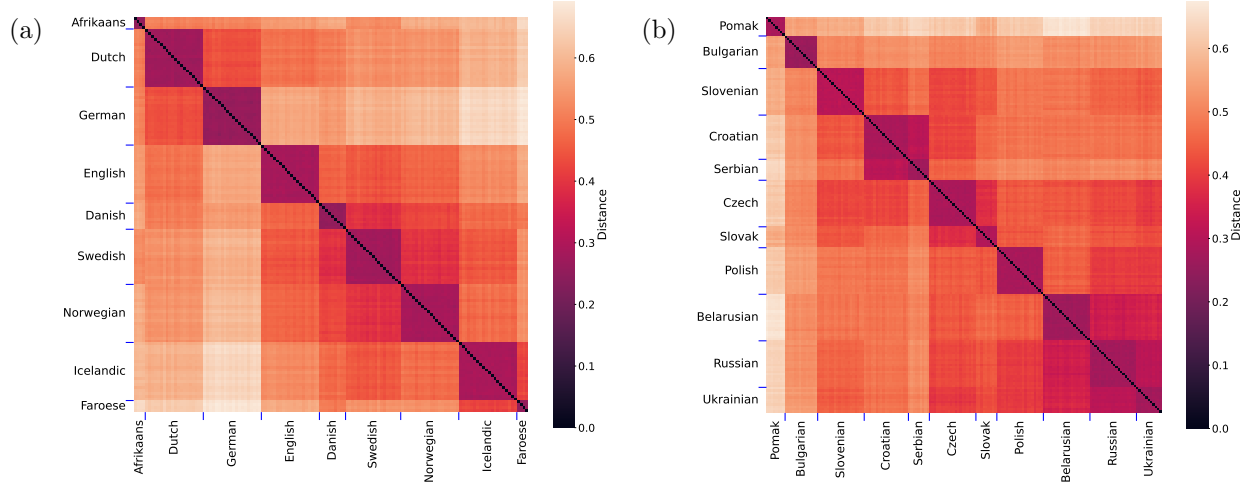 (a)
Afrikaans
Dutch
German
English
Danish
Swedish
Norwegian
Icelandic
Faroese
Afrikaans
Dutch
German
English
Danish
Swedish
Norwegian
Icelandic
Faroese
0.6
0.5
0.4
0.3
0.2
0.1
0.0
Distance
(b)
Pomak
Bulgarian
Slovenian
Croatian
Serbian
Czech
Slovak
Polish
Belarusian
Russian
Ukrainian
Pomak
Bulgarian
Slovenian
Croatian
Serbian
Czech
Slovak
Polish
Belarusian
Russian
Ukrainian
0.6
0.5
0.4
0.3
0.2
0.1
0.0
Distance